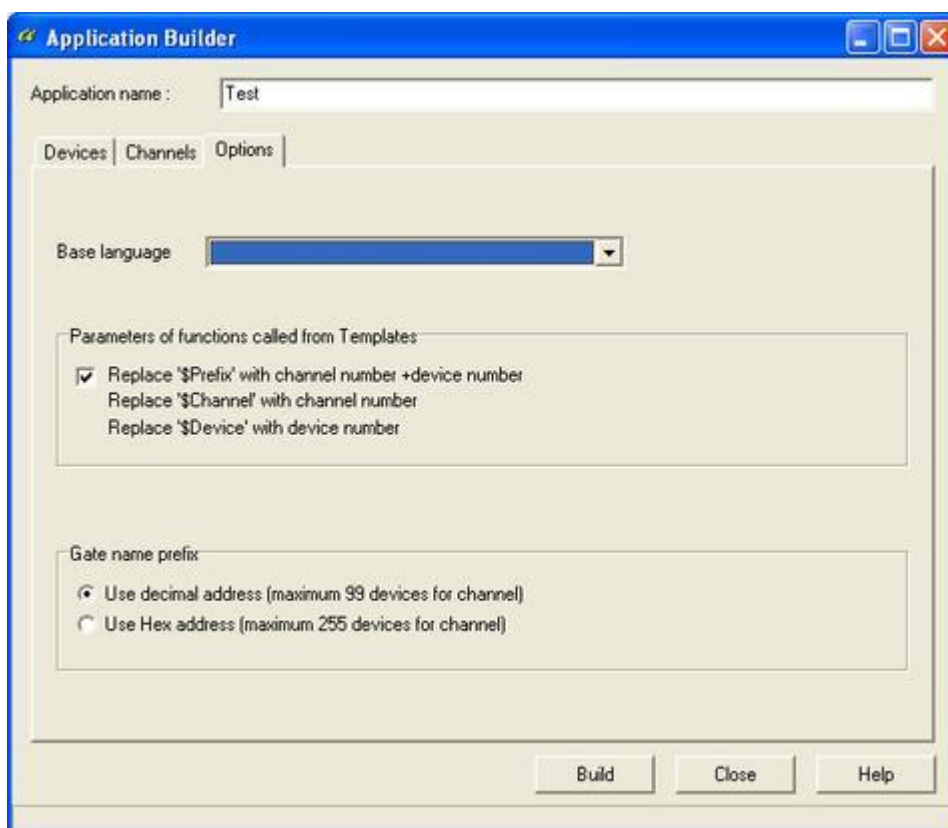 Application Builder
Application name : Test
Devices Channels Options
Base language
Parameters of functions called from Templates
Replace '$Prefix' with channel number +device number
Replace '$Channel' with channel number
Replace '$Device' with device number
Gate name prefix
Use decimal address (maximum 99 devices for channel)
Use Hex address (maximum 255 devices for channel)
Build Close Help